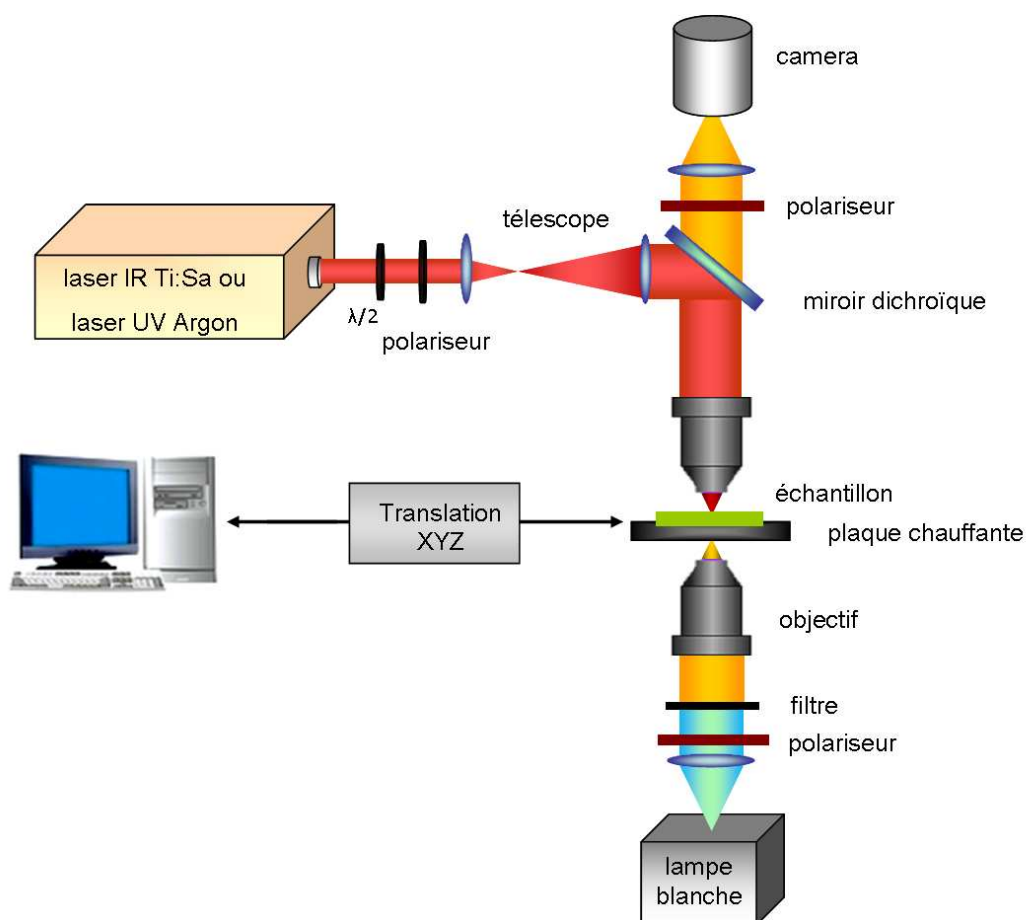 camera
polariseur
télescope
laser IR Ti:Sa ou
laser UV Argon
λ/2
polariseur
miroir dichroïque
échantillon
Translation
XYZ
plaque chauffante
objectif
filtre
polariseur
lampe
blanche